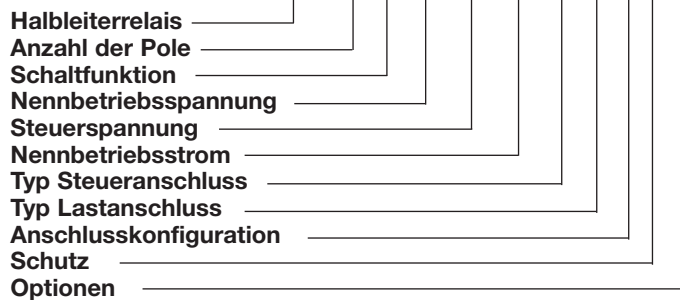 Halbleiterrelais
Anzahl der Pole
Schaltfunktion
Nennbetriebsspannung
Steuerspannung
Nennbetriebsstrom
Typ Steueranschluss
Typ Lastanschluss
Anschlusskonfiguration
Schutz
Optionen